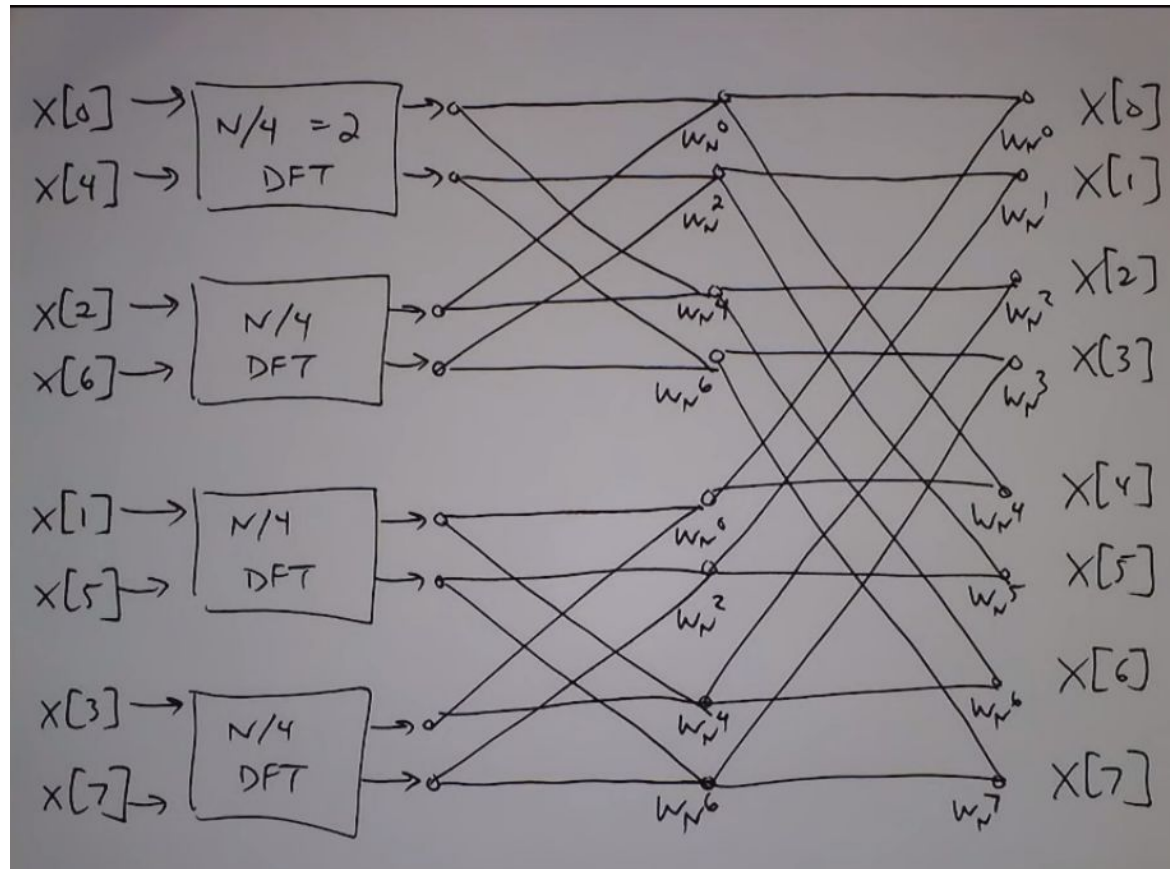 x[0] N/4 = 2 DFT W_N^0 W_N^0 X[0]
x[4] W_N^2 W_N^1 X[1]
x[2] N/4 DFT W_N^4 W_N^2 X[2]
x[6] W_N^6 W_N^3 X[3]
x[1] N/4 DFT W_N^0 W_N^4 X[4]
x[5] W_N^2 W_N^5 X[5]
x[3] N/4 DFT W_N^4 W_N^6 X[6]
x[7] W_N^6 W_N^7 X[7]